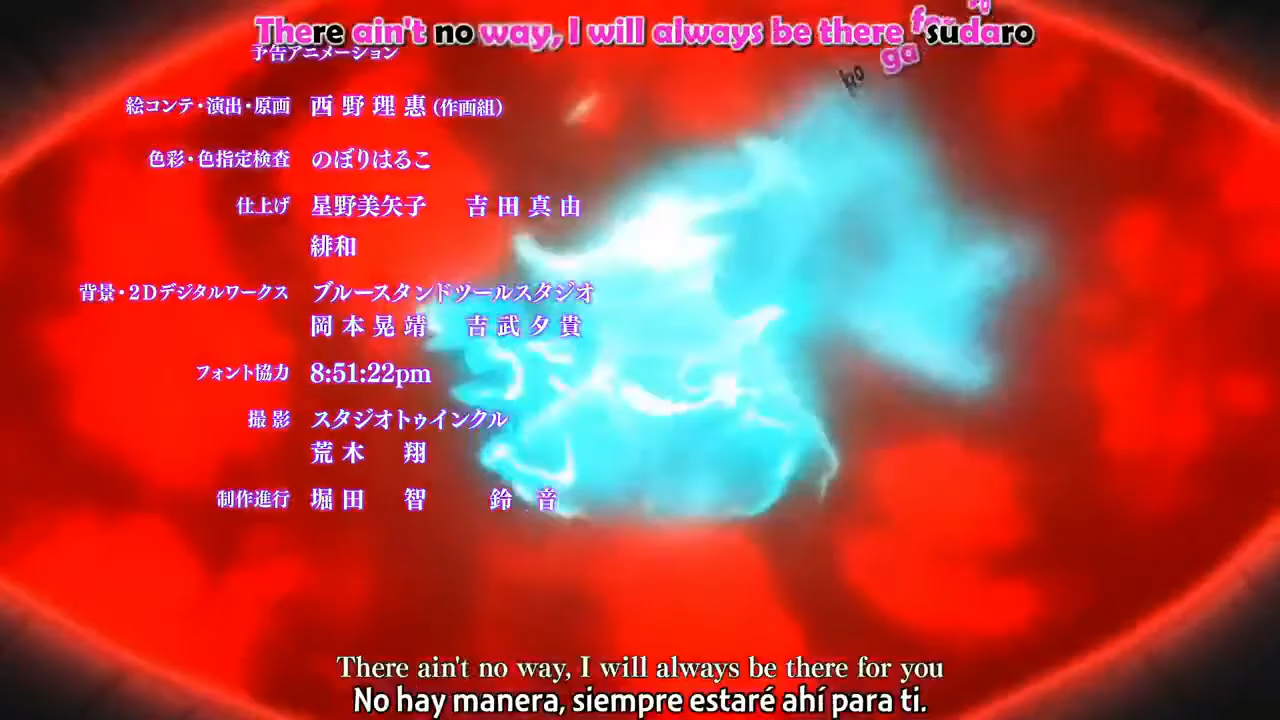 There ain't no way, I will always be there for sudaro
ga
ho
予告アニメーション
絵コンテ・演出・原画 西野理惠(作画組)
色彩・色指定検査 のぼりはるこ
仕上げ 星野美矢子 吉田真由
緋和
背景・2Dデジタルワークス ブルースタンドツールスタジオ
岡本晃靖 吉武夕貴
フォント協力 8:51:22pm
撮影 スタジオトゥインクル
荒木 翔
制作進行 堀田 智 鈴音
There ain't no way, I will always be there for you
No hay manera, siempre estaré ahí para ti.